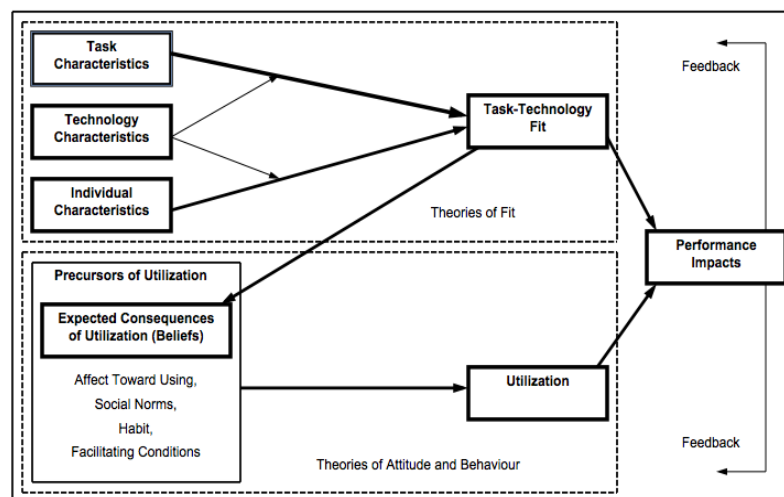 Task
Characteristics
Technology
Characteristics
Individual
Characteristics
Task-Technology
Fit
Theories of Fit
Feedback
Performance
Impacts
Precursors of Utilization
Expected Consequences
of Utilization (Beliefs)
Affect Toward Using,
Social Norms,
Habit,
Facilitating Conditions
Utilization
Theories of Attitude and Behaviour
Feedback